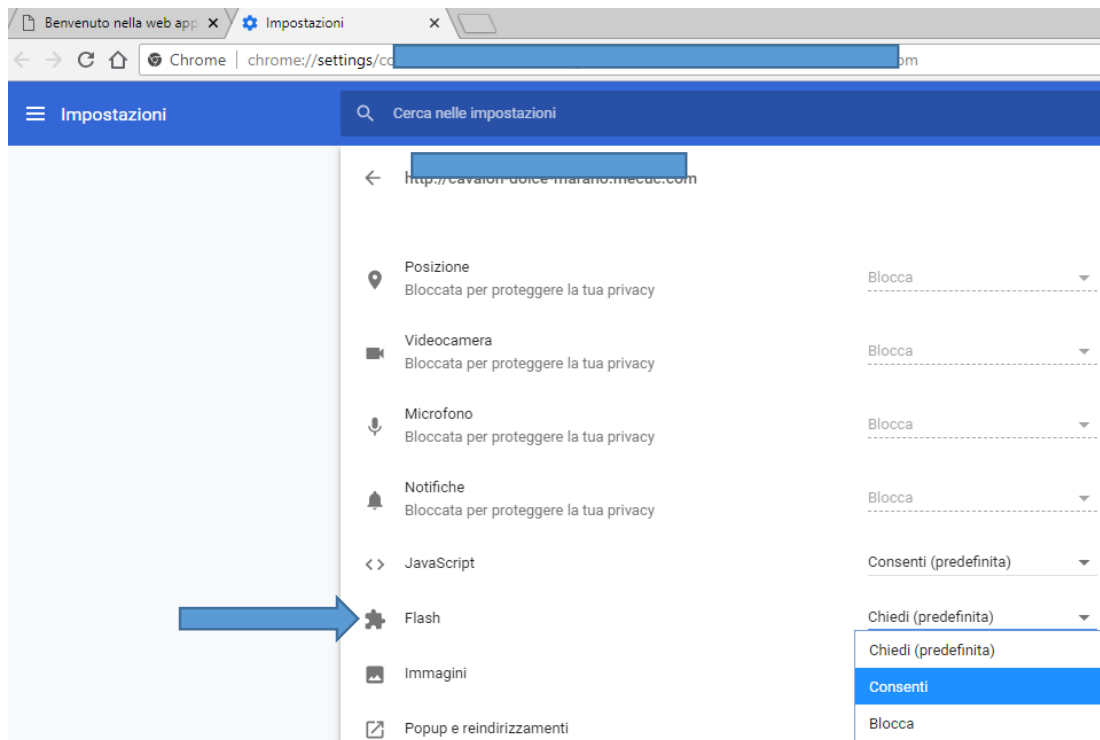 Benvenuto nella web app
Impostazioni
Chrome | chrome://settings/co
om
Impostazioni
Cerca nelle impostazioni
Posizione
Bloccata per proteggere la tua privacy
Blocca
Videocamera
Bloccata per proteggere la tua privacy
Blocca
Microfono
Bloccata per proteggere la tua privacy
Blocca
Notifiche
Bloccata per proteggere la tua privacy
Blocca
JavaScript
Consenti (predefinita)
Flash
Chiedi (predefinita)
Chiedi (predefinita)
Immagini
Consenti
Popup e reindirizzamenti
Blocca